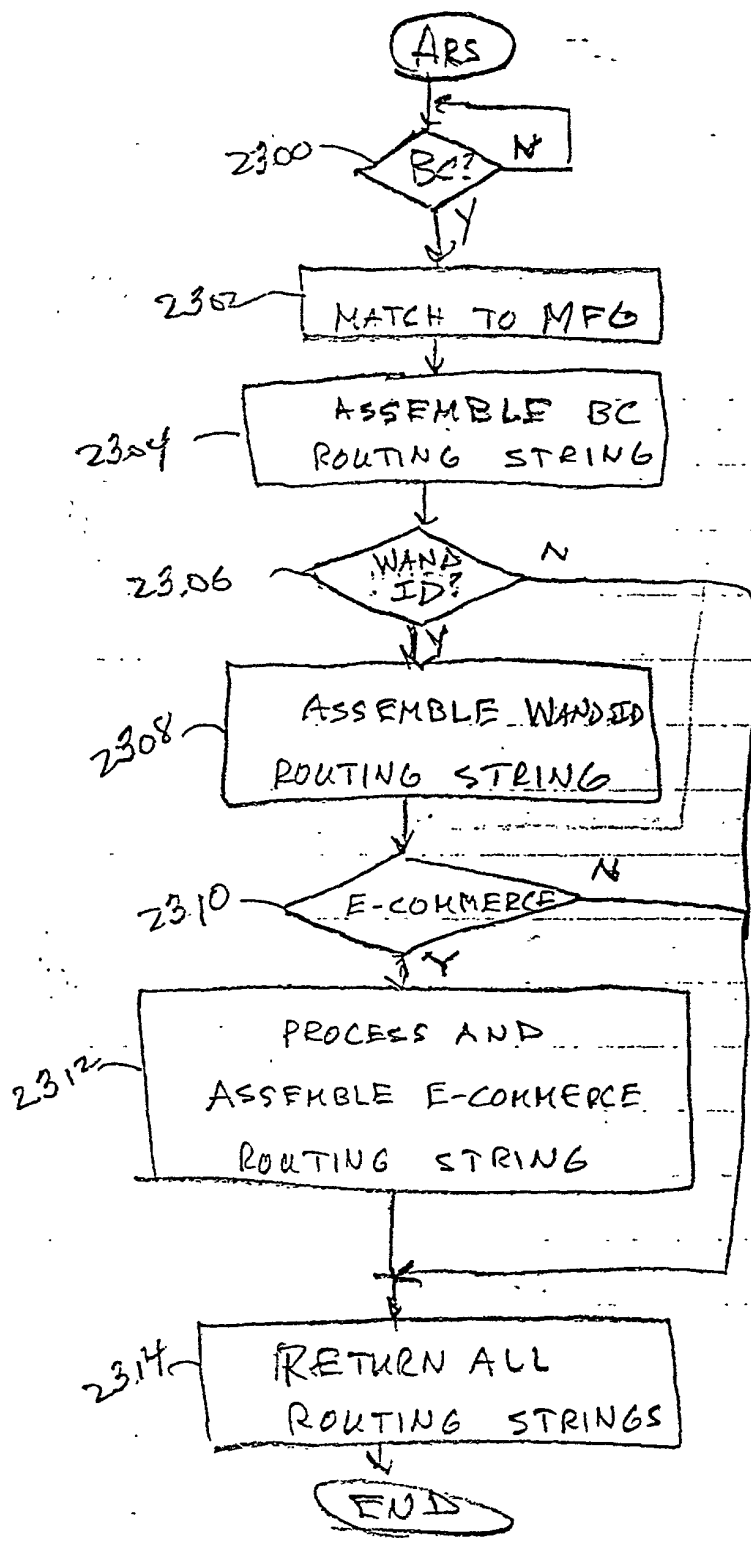 ARS
2300
BC?
N
Y
2302
MATCH TO MFG
2304
ASSEMBLE BC
ROUTING STRING
2306
WAND
ID?
N
Y
2308
ASSEMBLE WAND ID
ROUTING STRING
2310
E-COMMERCE
N
Y
2312
PROCESS AND
ASSEMBLE E-COMMERCE
ROUTING STRING
2314
RETURN ALL
ROUTING STRINGS
END